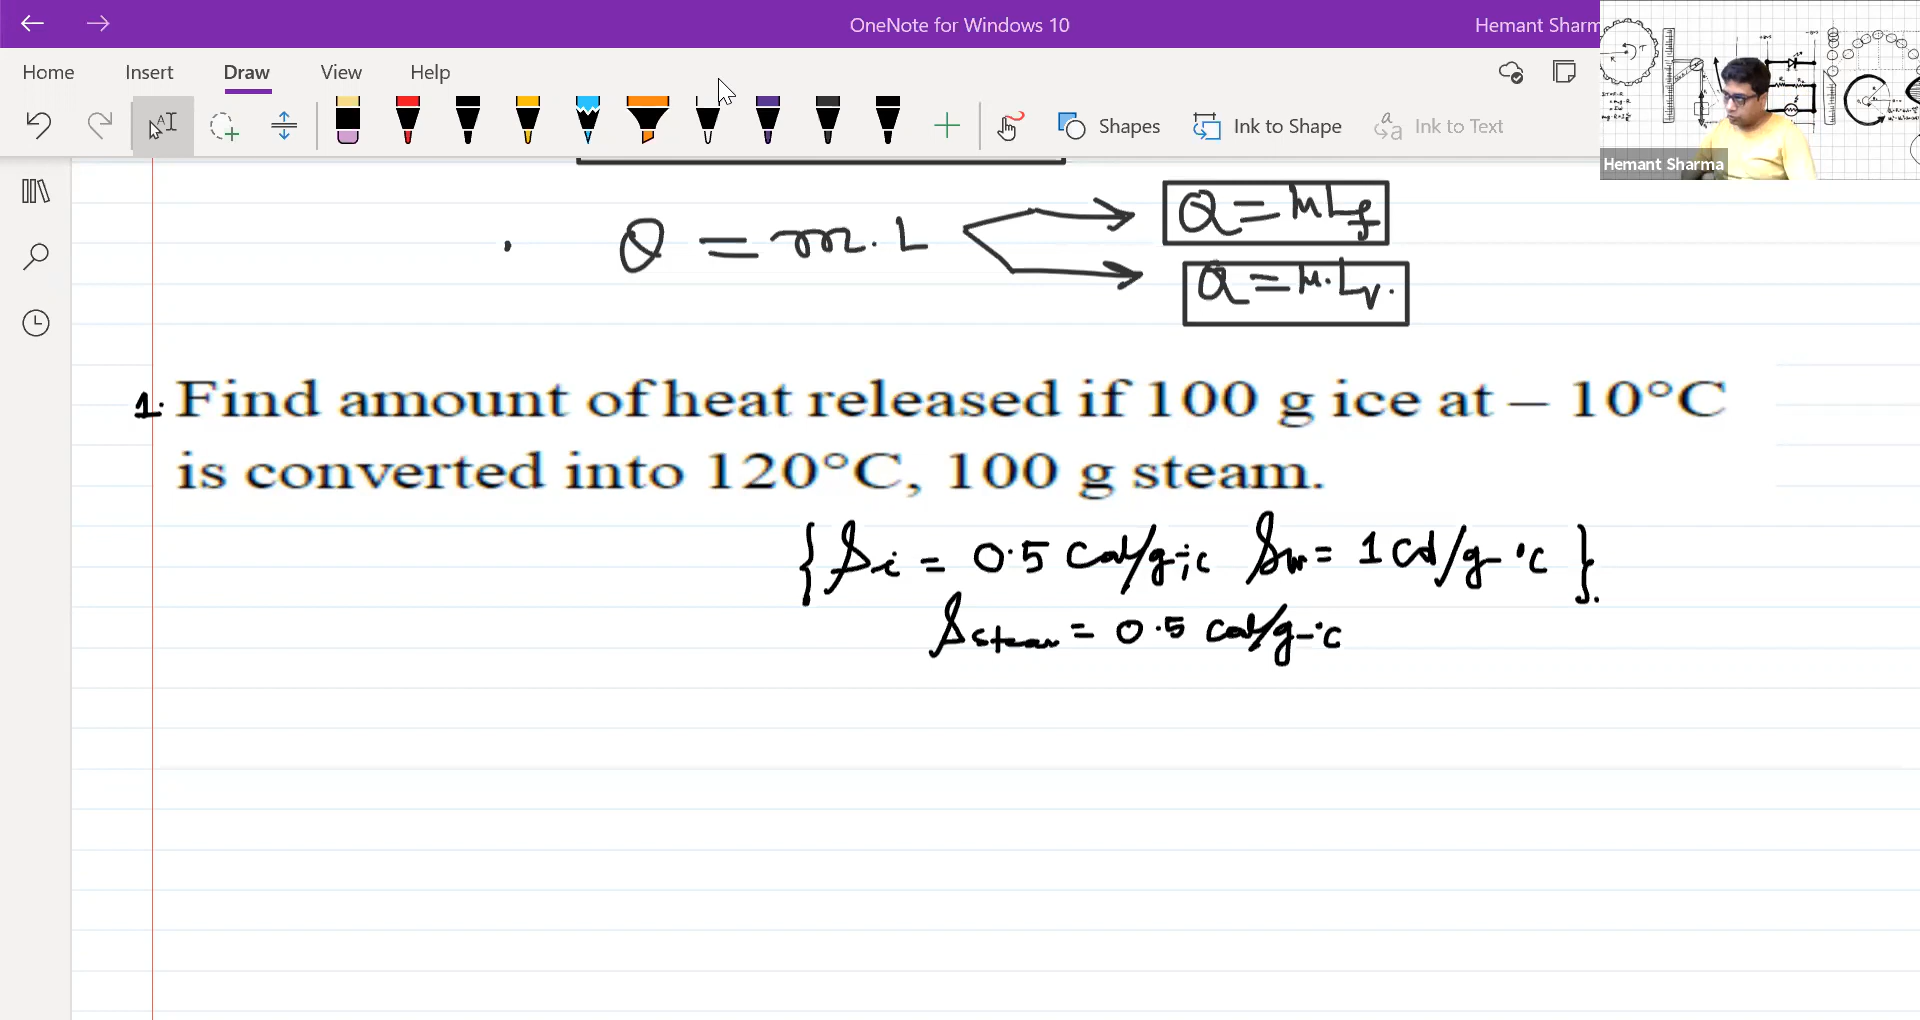 OneNote for Windows 10
Hemant Sharm
Home Insert Draw View Help
Shapes Ink to Shape Ink to Text
Hemant Sharma
Q = m. L
Q = mLf
Q = m. Lv.
1. Find amount of heat released if 100 g ice at – 10°C
is converted into 120°C, 100 g steam.
{ Si = 0.5 Cal/g-°C Sw = 1 Cal/g-°C }.
Ssteam = 0.5 cal/g-°C